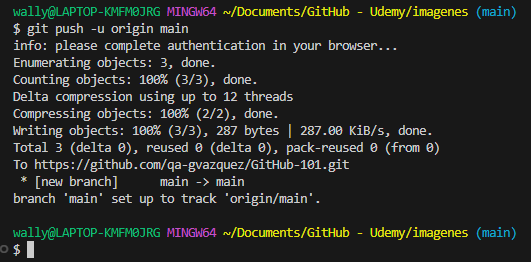 wally@LAPTOP-KMFM0JRG MINGW64 ~/Documents/GitHub - Udemy/imagenes (main)
$ git push -u origin main
info: please complete authentication in your browser...
Enumerating objects: 3, done.
Counting objects: 100% (3/3), done.
Delta compression using up to 12 threads
Compressing objects: 100% (2/2), done.
Writing objects: 100% (3/3), 287 bytes | 287.00 KiB/s, done.
Total 3 (delta 0), reused 0 (delta 0), pack-reused 0 (from 0)
To https://github.com/qa-gvazquez/GitHub-101.git
 * [new branch]      main -> main
branch 'main' set up to track 'origin/main'.

wally@LAPTOP-KMFM0JRG MINGW64 ~/Documents/GitHub - Udemy/imagenes (main)
$